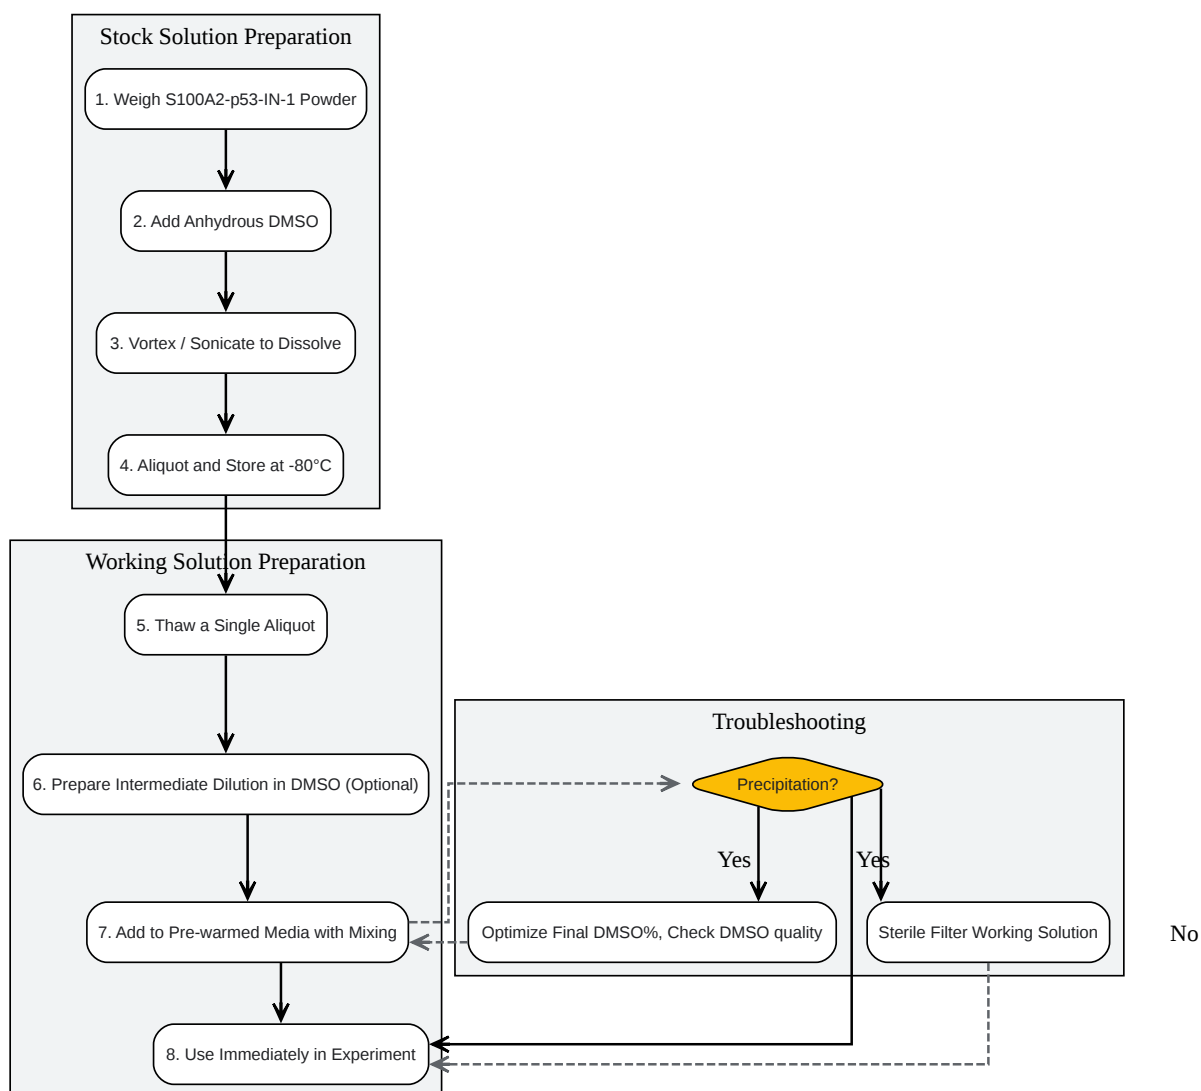 Stock Solution Preparation
1. Weigh S100A2-p53-IN-1 Powder
2. Add Anhydrous DMSO
3. Vortex / Sonicate to Dissolve
4. Aliquot and Store at -80°C
Working Solution Preparation
5. Thaw a Single Aliquot
6. Prepare Intermediate Dilution in DMSO (Optional)
7. Add to Pre-warmed Media with Mixing
8. Use Immediately in Experiment
Troubleshooting
Precipitation?
Yes
Yes
Optimize Final DMSO%, Check DMSO quality
Sterile Filter Working Solution
No